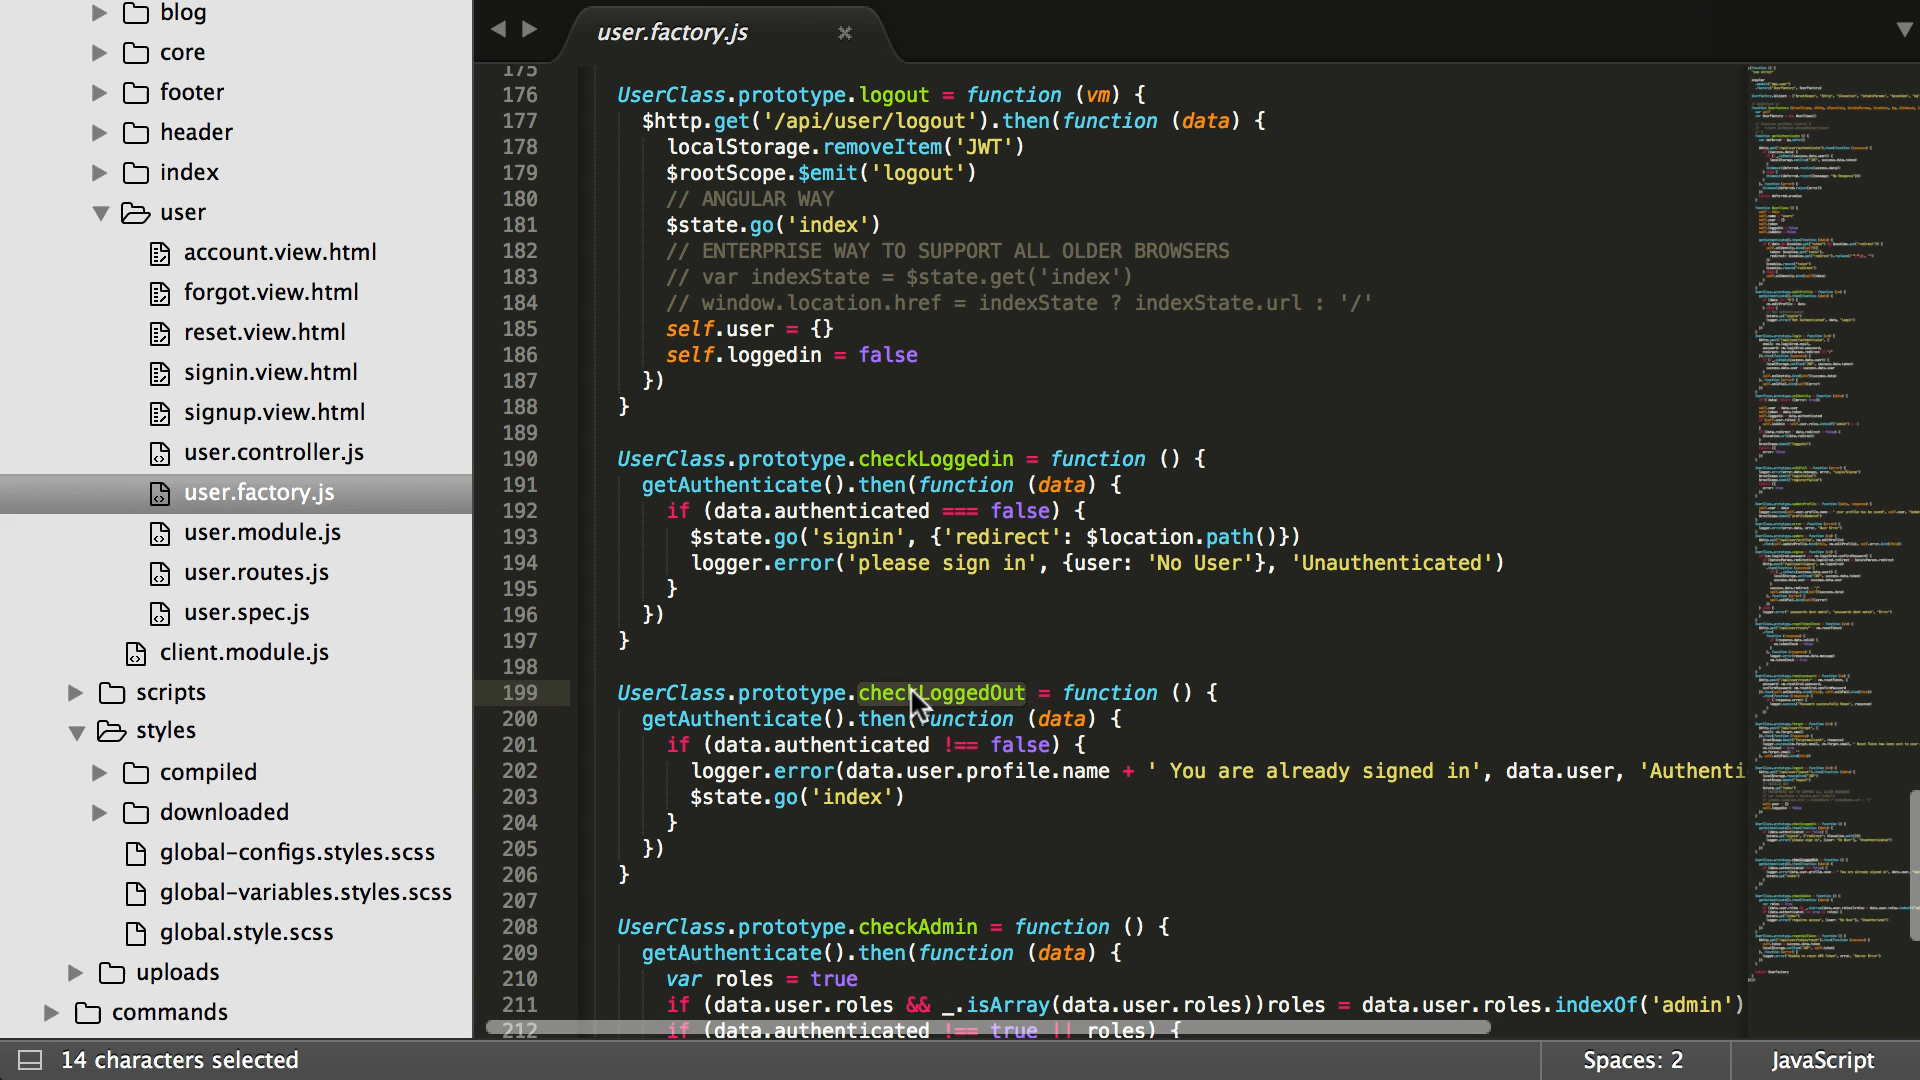 blog
core
footer
header
index
user
account.view.html
forgot.view.html
reset.view.html
signin.view.html
signup.view.html
user.controller.js
user.factory.js
user.module.js
user.routes.js
user.spec.js
client.module.js
scripts
styles
compiled
downloaded
global-configs.styles.scss
global-variables.styles.scss
global.style.scss
uploads
commands
user.factory.js
175
176 UserClass.prototype.logout = function (vm) {
177 $http.get('/api/user/logout').then(function (data) {
178 localStorage.removeItem('JWT')
179 $rootScope.$emit('logout')
180 // ANGULAR WAY
181 $state.go('index')
182 // ENTERPRISE WAY TO SUPPORT ALL OLDER BROWSERS
183 // var indexState = $state.get('index')
184 // window.location.href = indexState ? indexState.url : '/'
185 self.user = {}
186 self.loggedin = false
187 })
188 }
189
190 UserClass.prototype.checkLoggedin = function () {
191 getAuthenticate().then(function (data) {
192 if (data.authenticated === false) {
193 $state.go('signin', {'redirect': $location.path()})
194 logger.error('please sign in', {user: 'No User'}, 'Unauthenticated')
195 }
196 })
197 }
198
199 UserClass.prototype.checkLoggedOut = function () {
200 getAuthenticate().then(function (data) {
201 if (data.authenticated !== false) {
202 logger.error(data.user.profile.name + ' You are already signed in', data.user, 'Authenti
203 $state.go('index')
204 }
205 })
206 }
207
208 UserClass.prototype.checkAdmin = function () {
209 getAuthenticate().then(function (data) {
210 var roles = true
211 if (data.user.roles && _.isArray(data.user.roles))roles = data.user.roles.indexOf('admin')
212 if (data.authenticated !== true || roles) {
14 characters selected
Spaces: 2
JavaScript